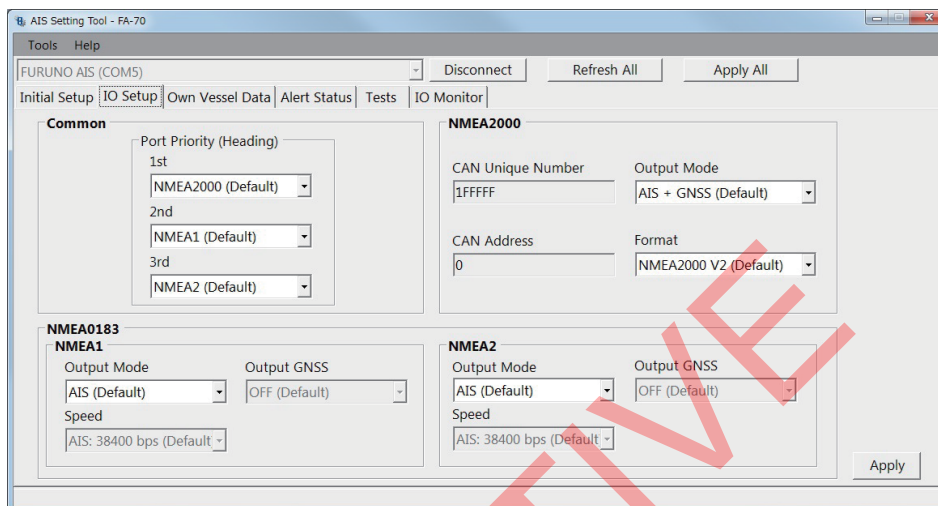 AIS Setting Tool - FA-70
Tools Help
FURUNO AIS (COM5) Disconnect Refresh All Apply All
Initial Setup IO Setup Own Vessel Data Alert Status Tests IO Monitor
Common
Port Priority (Heading)
1st
NMEA2000 (Default)
2nd
NMEA1 (Default)
3rd
NMEA2 (Default)
NMEA2000
CAN Unique Number Output Mode
1FFFFF AIS + GNSS (Default)
CAN Address Format
0 NMEA2000 V2 (Default)
NMEA0183
NMEA1
Output Mode Output GNSS
AIS (Default) OFF (Default)
Speed
AIS: 38400 bps (Default
NMEA2
Output Mode Output GNSS
AIS (Default) OFF (Default)
Speed
AIS: 38400 bps (Default
Apply
TIVE